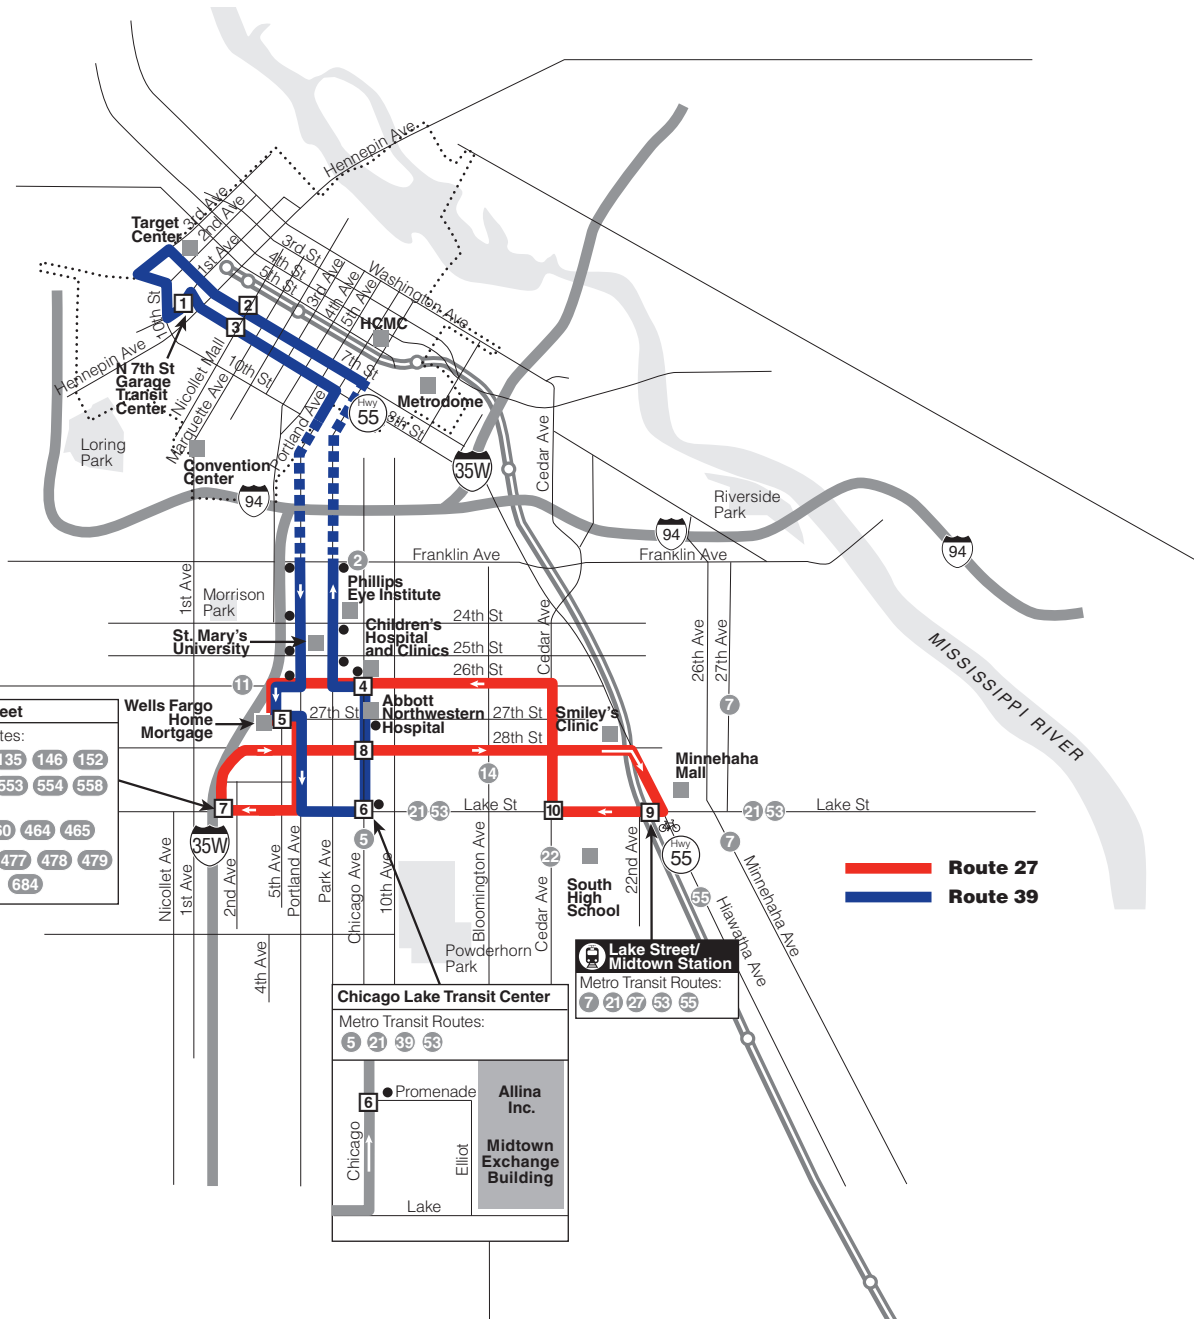 Hennepin Ave
3rd Ave
2nd Ave
1st Ave
Target
Center
3rd St
4th St
5th St
Washington Ave
3rd Ave
4th Ave
5th Ave
HCMC
10th St
1
2
3
7th St
Hennepin Ave
N 7th St
Garage
Transit
Center
Nicollet Mall
Marquette Ave
10th St
Metrodome
Hwy
55
8th St
Portland Ave
Loring
Park
Convention
Center
94
35W
Cedar Ave
Riverside
Park
94
94
Franklin Ave
Franklin Ave
2
1st Ave
Morrison
Park
Phillips
Eye Institute
24th St
Children's
Hospital
and Clinics
St. Mary's
University
25th St
26th St
Cedar Ave
26th Ave
27th Ave
MISSISSIPPI RIVER
11
4
Wells Fargo
Home
Mortgage
5
27th St
Abbott
Northwestern
Hospital
27th St
Smiley's
Clinic
7
28th St
8
Minnehaha
Mall
14
eet
tes:
135 146 152
553 554 558
60 464 465
477 478 479
684
7
6
21 53
Lake St
10
9
21 53
Lake St
35W
5
22
Hwy
55
7
Nicollet Ave
1st Ave
2nd Ave
5th Ave
Portland Ave
Park Ave
Chicago Ave
10th Ave
Bloomington Ave
Cedar Ave
22nd Ave
4th Ave
South
High
School
55
Hiawatha Ave
Minnehaha Ave
Route 27
Route 39
Powderhorn
Park
Lake Street/
Midtown Station
Metro Transit Routes:
7 21 27 53 55
Chicago Lake Transit Center
Metro Transit Routes:
5 21 39 53
6
Promenade
Allina
Inc.
Midtown
Exchange
Building
Chicago
Elliot
Lake